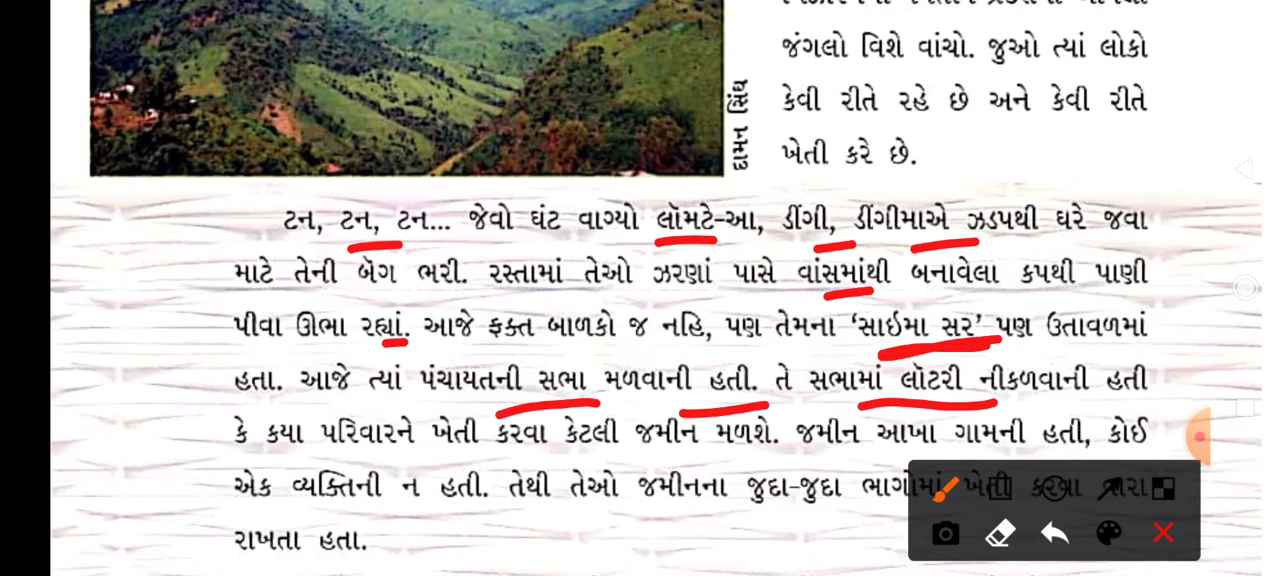 જંગલો વિશે વાંચો. જુઓ ત્યાં લોકો
કેવી રીતે રહે છે અને કેવી રીતે
ખેતી કરે છે.
દામન સિંઘ
ટન, ટન, ટન... જેવો ઘંટ વાગ્યો લૉમટે-આ, ડીંગી, ડીંગીમાએ ઝડપથી ઘરે જવા
માટે તેની બૅગ ભરી. રસ્તામાં તેઓ ઝરણાં પાસે વાંસમાંથી બનાવેલા કપથી પાણી
પીવા ઊભા રહ્યાં. આજે ફક્ત બાળકો જ નહિ, પણ તેમના ‘સાઇમા સર’ પણ ઉતાવળમાં
હતા. આજે ત્યાં પંચાયતની સભા મળવાની હતી. તે સભામાં લૉટરી નીકળવાની હતી
કે કયા પરિવારને ખેતી કરવા કેટલી જમીન મળશે. જમીન આખા ગામની હતી, કોઈ
એક વ્યક્તિની ન હતી. તેથી તેઓ જમીનના જુદા-જુદા ભાગોમાં ખેતી કરવા વારા
રાખતા હતા.